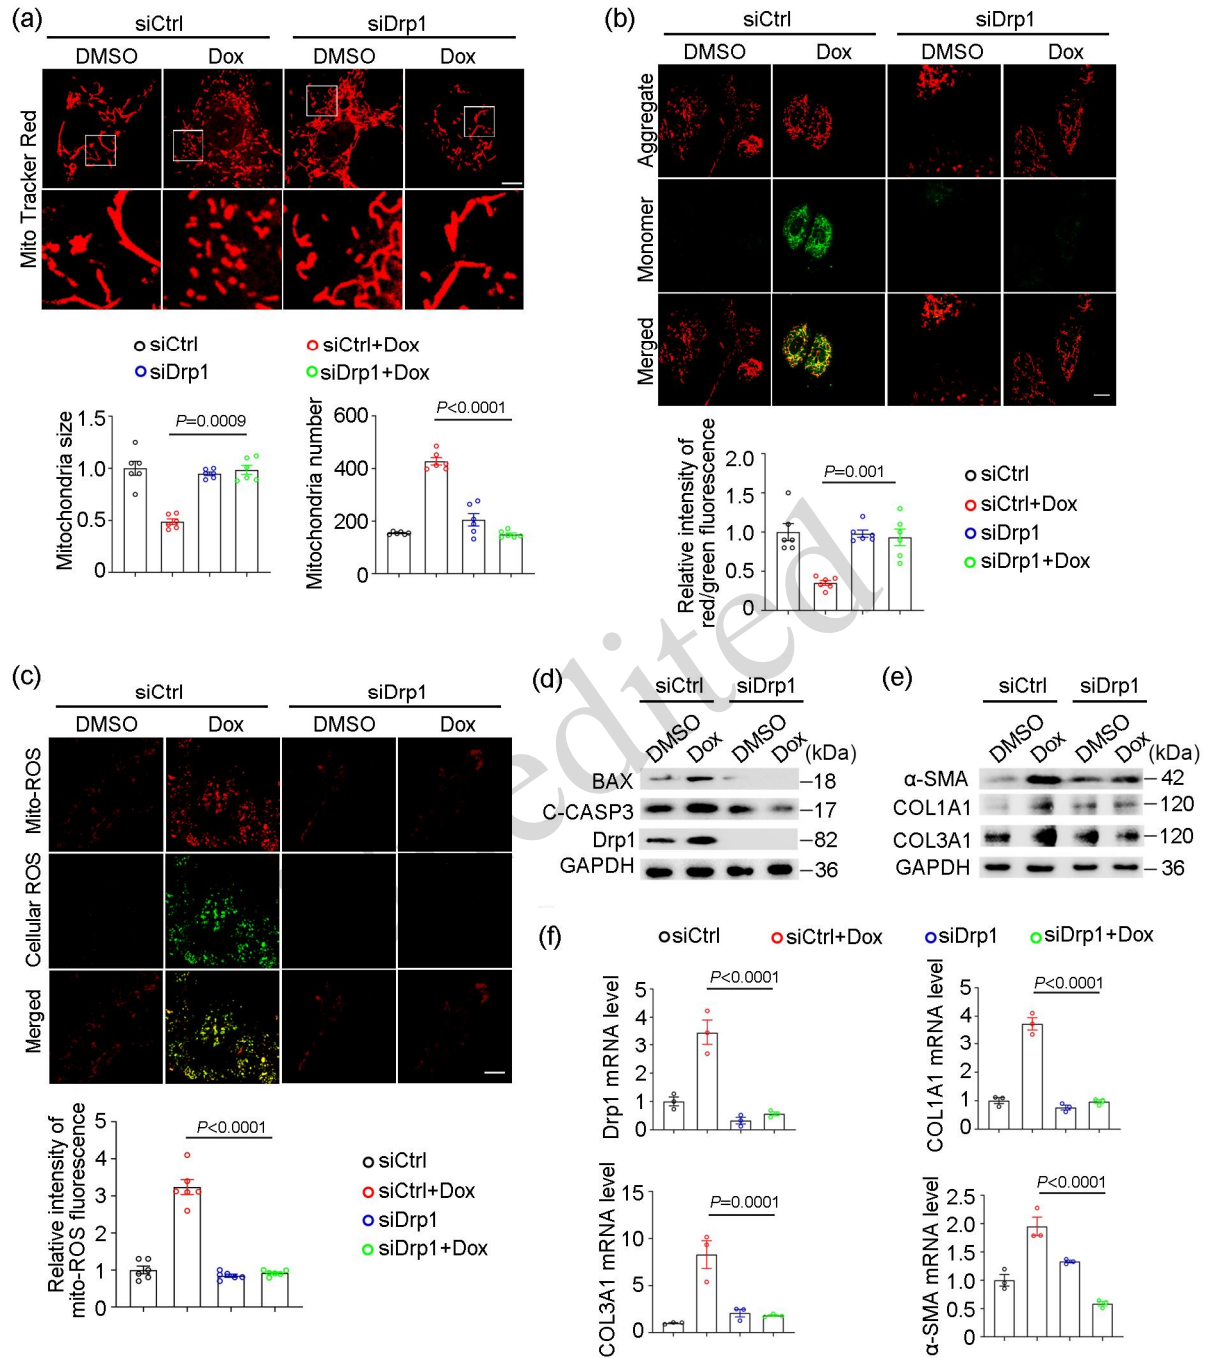 (a)
siCtrl siDrp1
DMSO Dox DMSO Dox
Mito Tracker Red
siCtrl siCtrl+Dox
siDrp1 siDrp1+Dox
Mitochondria size
1.5
1.0
0.5
0
P=0.0009
Mitochondria number
600
400
200
0
P<0.0001
(b)
siCtrl siDrp1
DMSO Dox DMSO Dox
Aggregate
Monomer
Merged
Relative intensity of
red/green fluorescence
2.0
1.5
1.0
0.5
0
P=0.001
siCtrl
siCtrl+Dox
siDrp1
siDrp1+Dox
edited
(c)
siCtrl siDrp1
DMSO Dox DMSO Dox
Mito-ROS
Cellular ROS
Merged
Relative intensity of
mito-ROS fluorescence
5
4
3
2
1
0
P<0.0001
siCtrl
siCtrl+Dox
siDrp1
siDrp1+Dox
(d)
siCtrl siDrp1
DMSO Dox DMSO Dox (kDa)
BAX 18
C-CASP3 17
Drp1 82
GAPDH 36
(e)
siCtrl siDrp1
DMSO Dox DMSO Dox (kDa)
α-SMA 42
COL1A1 120
COL3A1 120
GAPDH 36
(f)
siCtrl siCtrl+Dox siDrp1 siDrp1+Dox
Drp1 mRNA level
5
4
3
2
1
0
P<0.0001
COL1A1 mRNA level
5
4
3
2
1
0
P<0.0001
COL3A1 mRNA level
15
10
5
0
P=0.0001
α-SMA mRNA level
2.5
2.0
1.5
1.0
0.5
0
P<0.0001